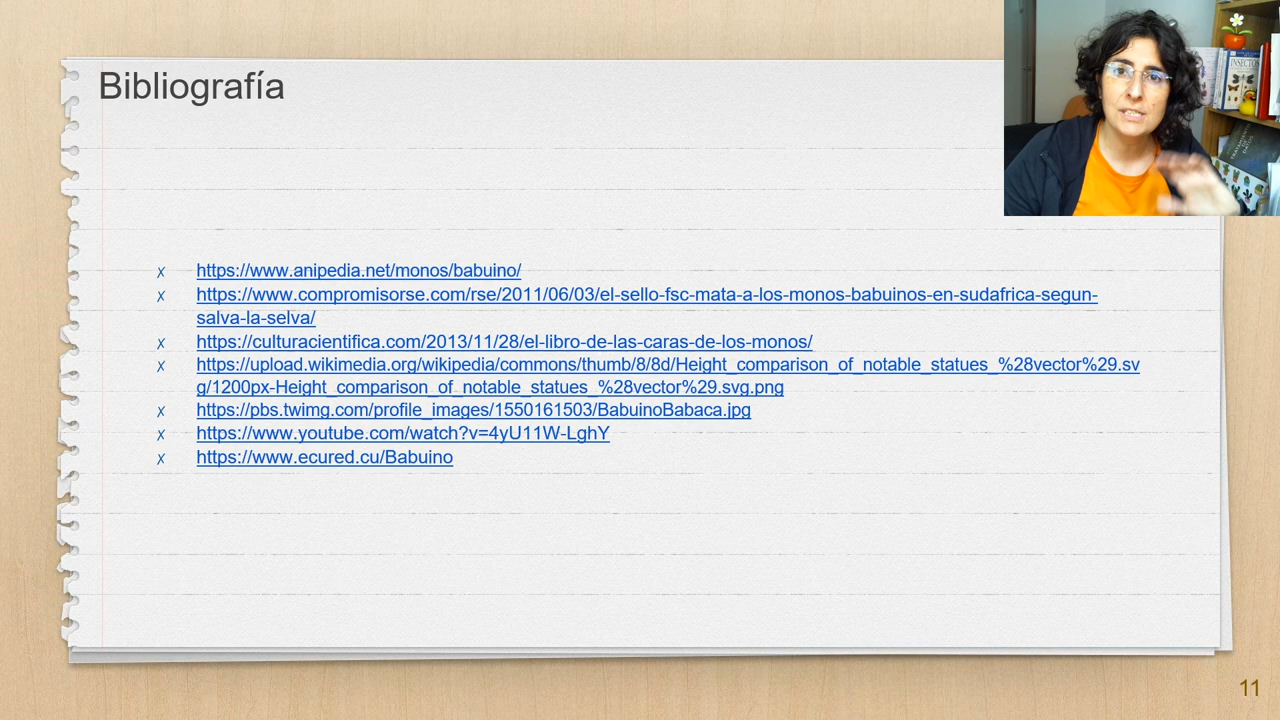 Bibliografía
INSECTOS
TRATAMIENTO
DE
DATOS
x https://www.anipedia.net/monos/babuino/
x https://www.compromisorse.com/rse/2011/06/03/el-sello-fsc-mata-a-los-monos-babuinos-en-sudafrica-segun-
salva-la-selva/
x https://culturacientifica.com/2013/11/28/el-libro-de-las-caras-de-los-monos/
x https://upload.wikimedia.org/wikipedia/commons/thumb/8/8d/Height_comparison_of_notable_statues_%28vector%29.sv
g/1200px-Height_comparison_of_notable_statues_%28vector%29.svg.png
x https://pbs.twimg.com/profile_images/1550161503/BabuinoBabaca.jpg
x https://www.youtube.com/watch?v=4yU11W-LghY
x https://www.ecured.cu/Babuino
11